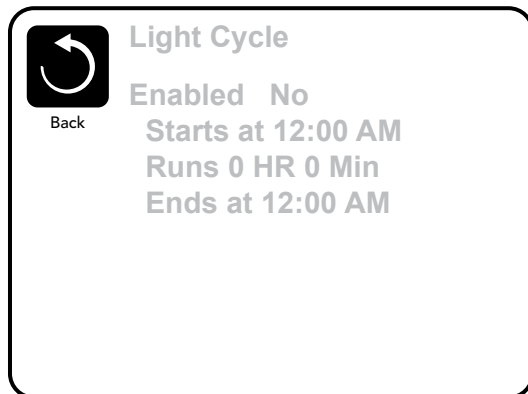 Light Cycle
Back
Enabled No
Starts at 12:00 AM
Runs 0 HR 0 Min
Ends at 12:00 AM